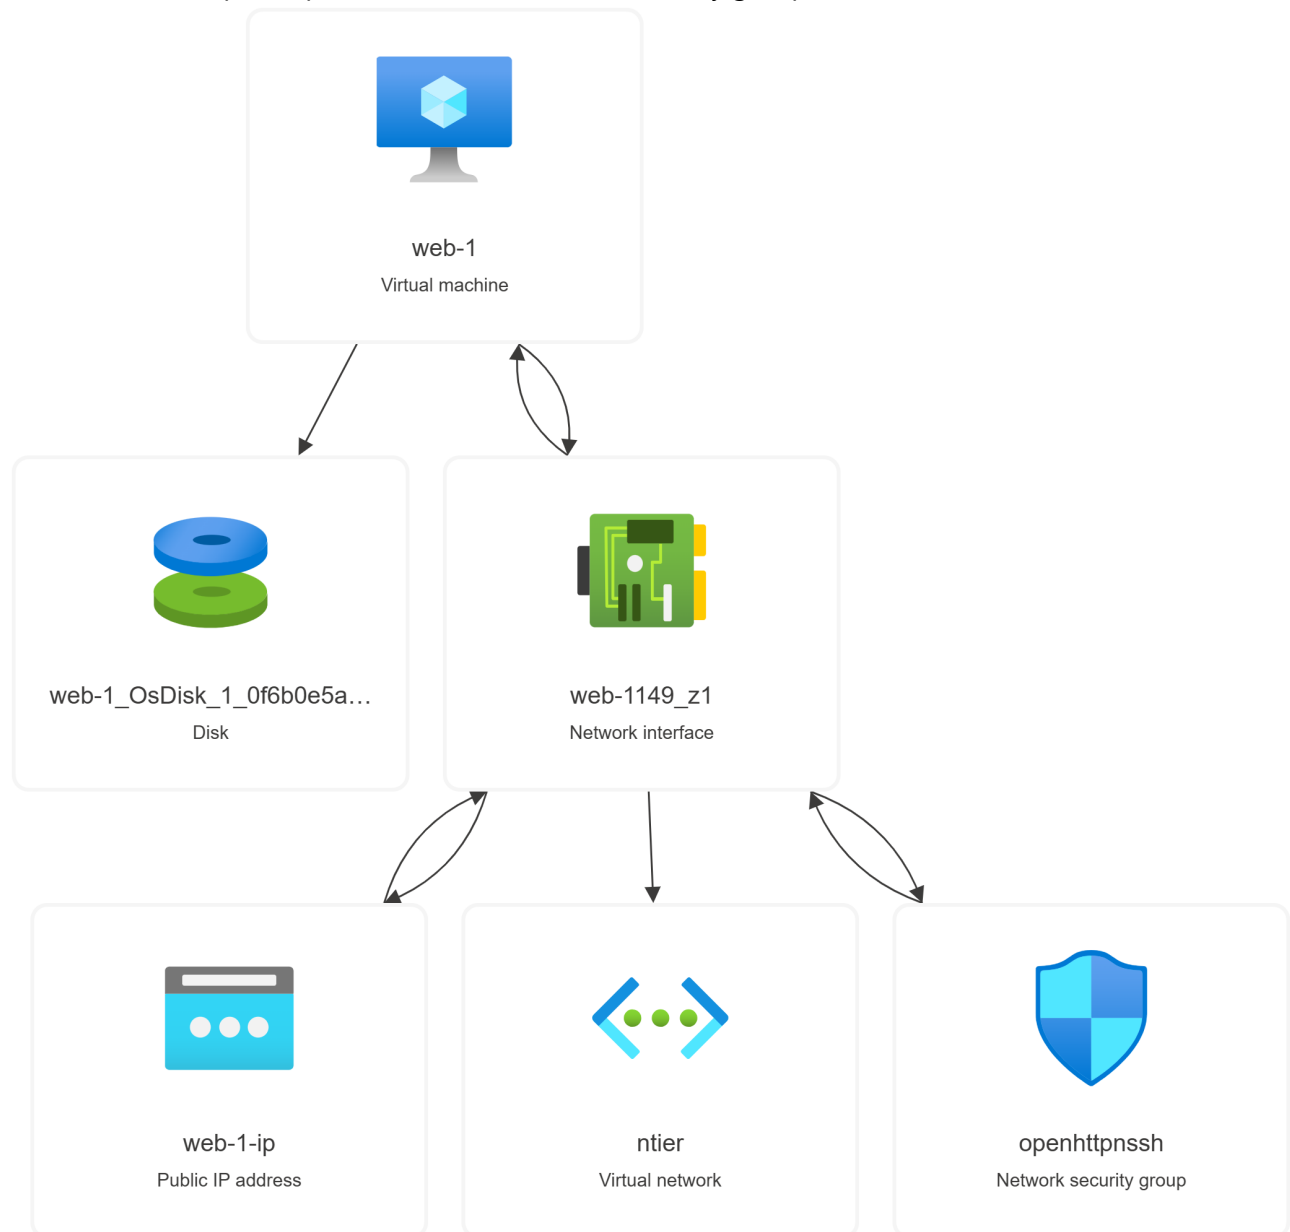 web-1
Virtual machine
web-1_OsDisk_1_0f6b0e5a...
Disk
web-1149_z1
Network interface
web-1-ip
Public IP address
ntier
Virtual network
openhttpnssh
Network security group